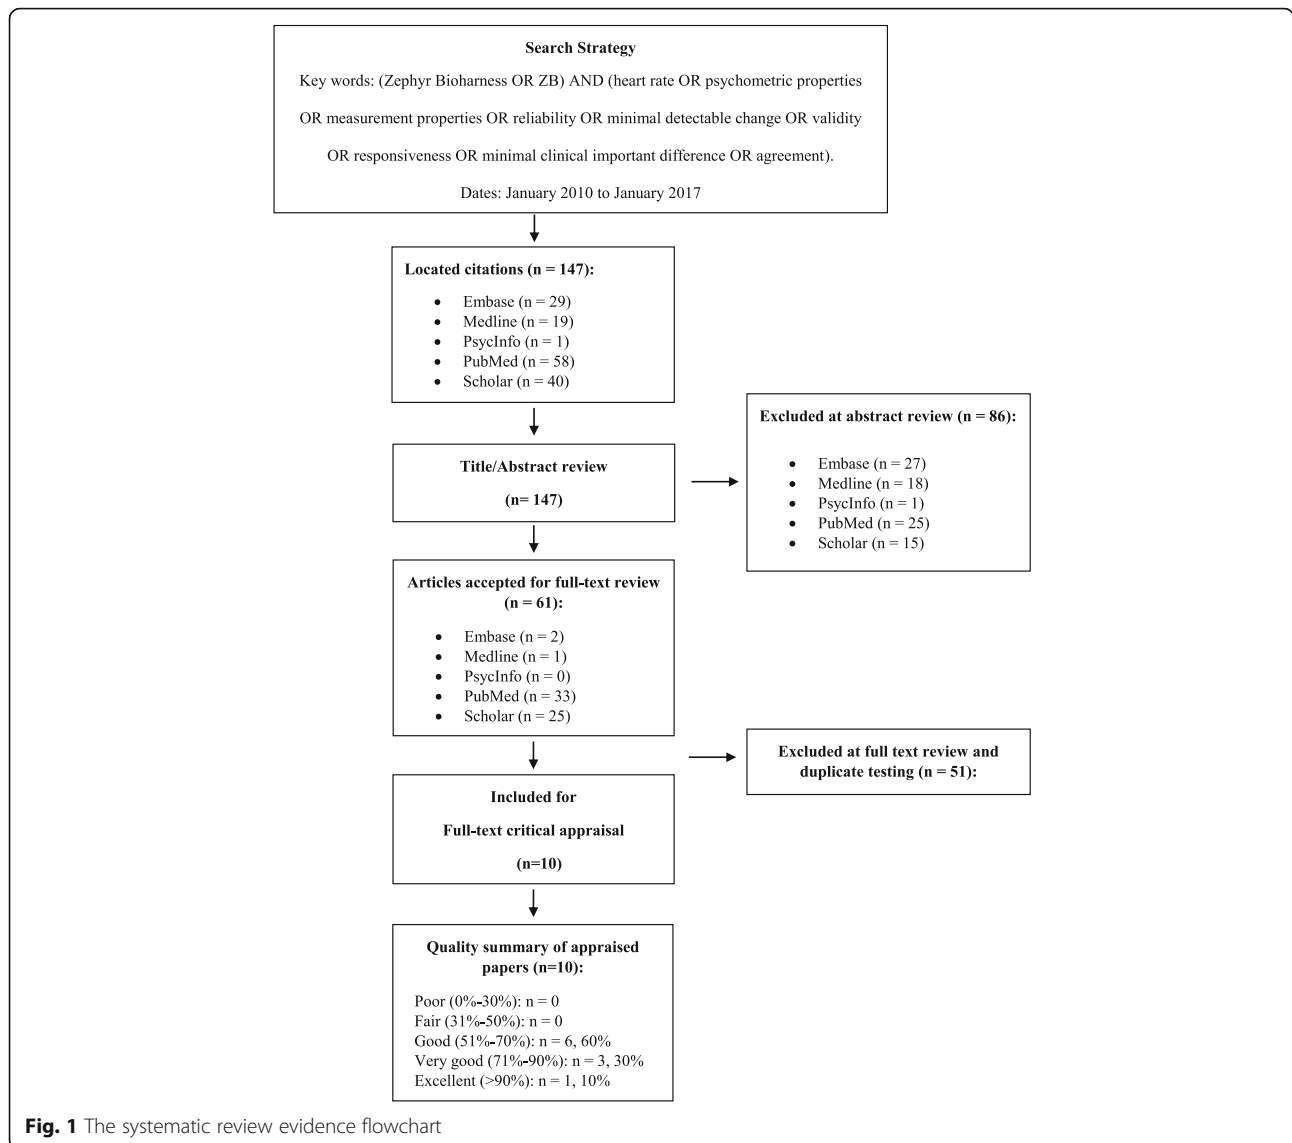 Search Strategy
Key words: (Zephyr Bioharness OR ZB) AND (heart rate OR psychometric properties
OR measurement properties OR reliability OR minimal detectable change OR validity
OR responsiveness OR minimal clinical important difference OR agreement).
Dates: January 2010 to January 2017
Located citations (n = 147):
• Embase (n = 29)
• Medline (n = 19)
• PsycInfo (n = 1)
• PubMed (n = 58)
• Scholar (n = 40)
Title/Abstract review
(n= 147)
Excluded at abstract review (n = 86):
• Embase (n = 27)
• Medline (n = 18)
• PsycInfo (n = 1)
• PubMed (n = 25)
• Scholar (n = 15)
Articles accepted for full-text review
(n = 61):
• Embase (n = 2)
• Medline (n = 1)
• PsycInfo (n = 0)
• PubMed (n = 33)
• Scholar (n = 25)
Excluded at full text review and
duplicate testing (n = 51):
Included for
Full-text critical appraisal
(n=10)
Quality summary of appraised
papers (n=10):
Poor (0%-30%): n = 0
Fair (31%-50%): n = 0
Good (51%-70%): n = 6, 60%
Very good (71%-90%): n = 3, 30%
Excellent (>90%): n = 1, 10%
Fig. 1 The systematic review evidence flowchart